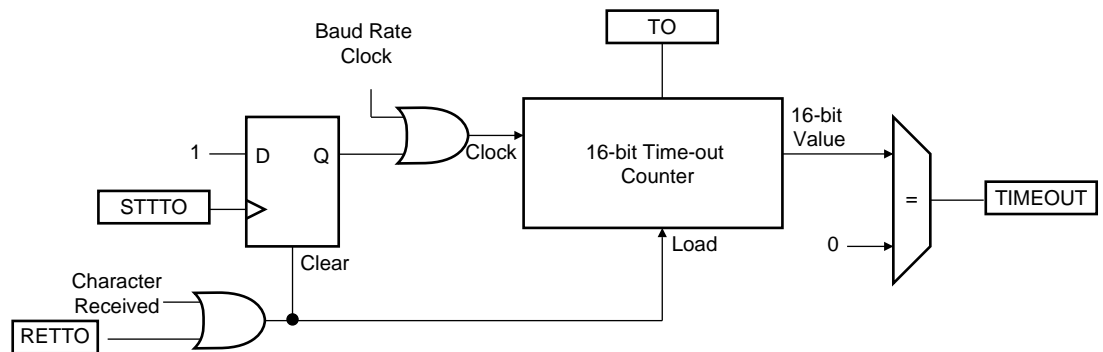 TO
Baud Rate
Clock
1
D
Q
Clock
16-bit Time-out
Counter
16-bit
Value
STTTO
=
TIMEOUT
Clear
Load
0
Character
Received
RETTO